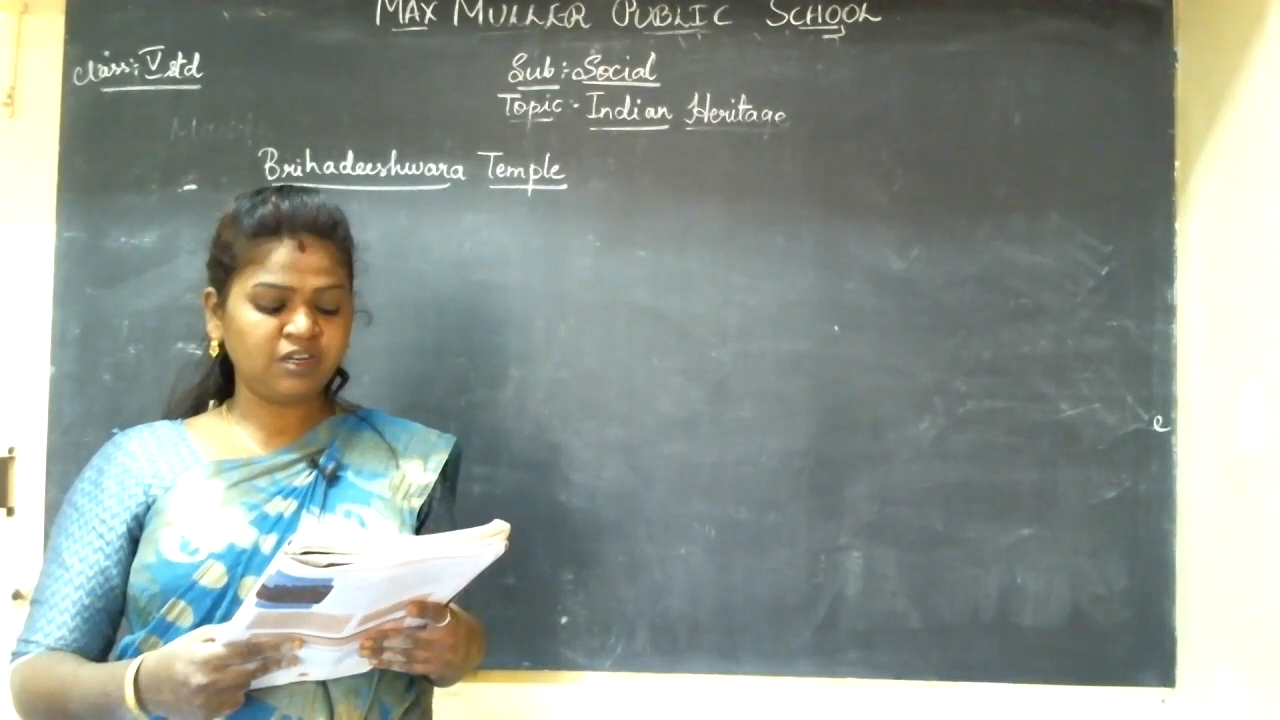 MAX MULLER PUBLIC SCHOOL
Class: V std
Sub :- Social
Topic - Indian Heritage
Brihadeeshwara Temple
e